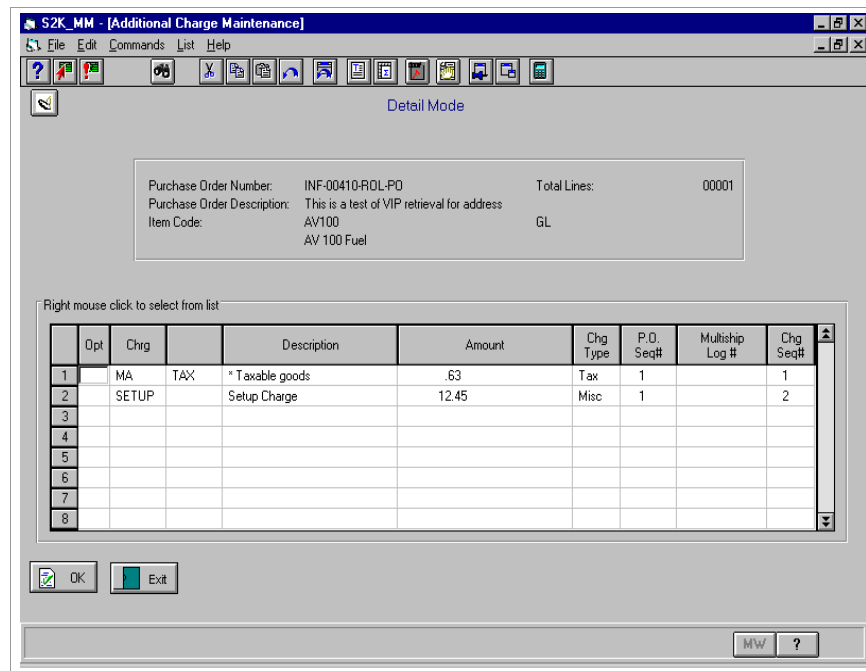 S2K_MM - [Additional Charge Maintenance]
File Edit Commands List Help
Detail Mode
Purchase Order Number: INF-00410-ROL-PO Total Lines: 00001
Purchase Order Description: This is a test of VIP retrieval for address
Item Code: AV100 GL
AV 100 Fuel
Right mouse click to select from list
Opt Chrg Description Amount Chg Type P.O. Seq# Multiship Log # Chg Seq#
1 MA TAX * Taxable goods .63 Tax 1 1
2 SETUP Setup Charge 12.45 Misc 1 2
3
4
5
6
7
8
OK Exit
MW ?